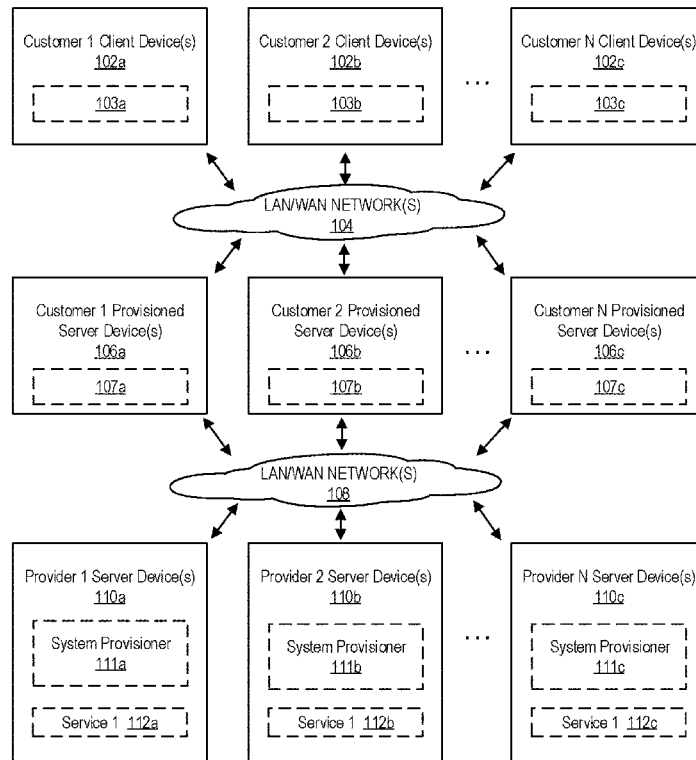 Customer 1 Client Device(s)
102a
103a
Customer 2 Client Device(s)
102b
103b
...
Customer N Client Device(s)
102c
103c
LAN/WAN NETWORK(S)
104
Customer 1 Provisioned
Server Device(s)
106a
107a
Customer 2 Provisioned
Server Device(s)
106b
107b
...
Customer N Provisioned
Server Device(s)
106c
107c
LAN/WAN NETWORK(S)
108
Provider 1 Server Device(s)
110a
System Provisioner
111a
Service 1 112a
Provider 2 Server Device(s)
110b
System Provisioner
111b
Service 1 112b
...
Provider N Server Device(s)
110c
System Provisioner
111c
Service 1 112c